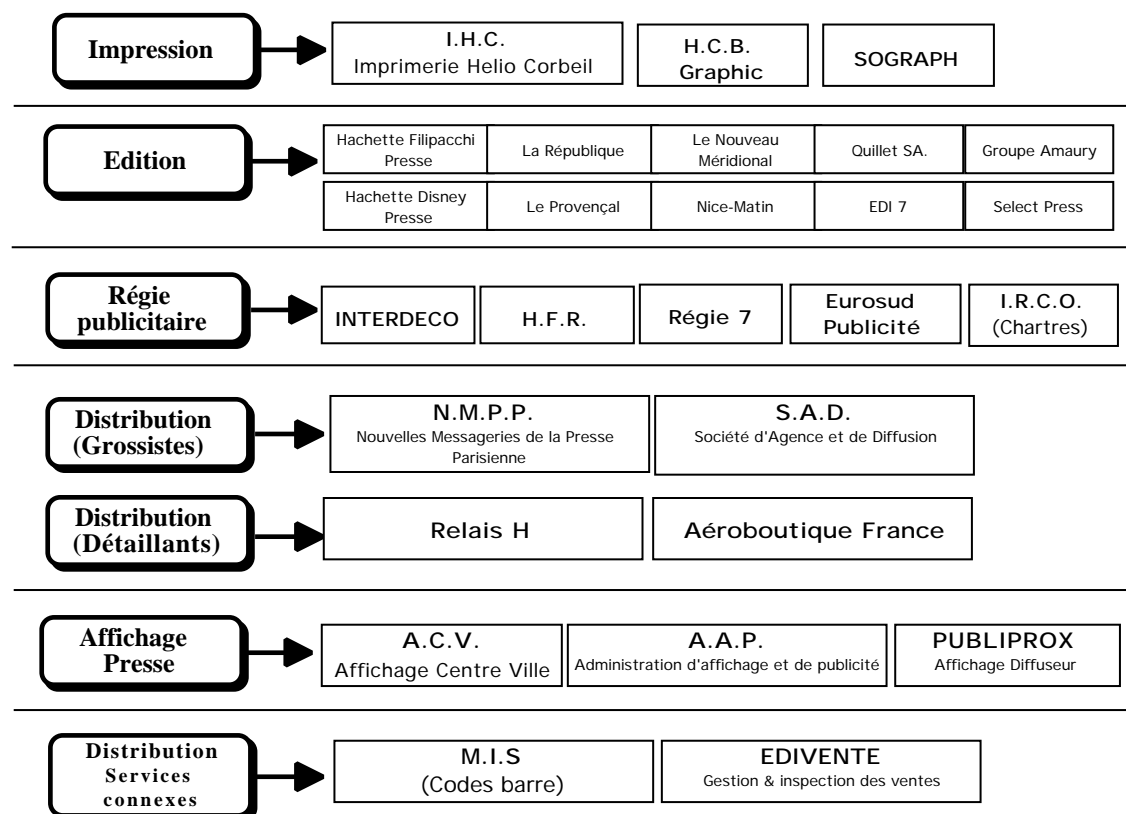 Impression
I.H.C.
Imprimerie Helio Corbeil
H.C.B.
Graphic
SOGRAPH
Edition
Hachette Filipacchi
Presse
La République
Le Nouveau
Méridional
Quillet SA.
Groupe Amaury
Hachette Disney
Presse
Le Provençal
Nice-Matin
EDI 7
Select Press
Régie
publicitaire
INTERDECO
H.F.R.
Régie 7
Eurosud
Publicité
I.R.C.O.
(Chartres)
Distribution
(Grossistes)
N.M.P.P.
Nouvelles Messageries de la Presse
Parisienne
S.A.D.
Société d'Agence et de Diffusion
Distribution
(Détaillants)
Relais H
Aéroboutique France
Affichage
Presse
A.C.V.
Affichage Centre Ville
A.A.P.
Administration d'affichage et de publicité
PUBLIPROX
Affichage Diffuseur
Distribution
Services
connexes
M.I.S
(Codes barre)
EDIVENTE
Gestion & inspection des ventes